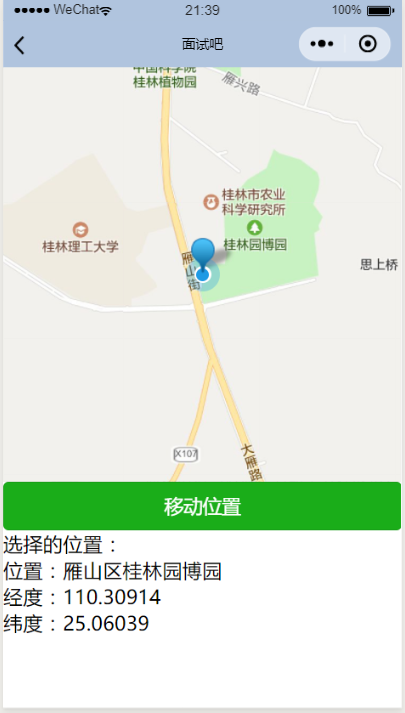 ●●●●● WeChat 21:39 100%
面试吧
中国科学院
桂林植物园
雁兴路
桂林市农业
科学研究所
桂林理工大学
桂林园博园
雁山街
思上桥
X107
大雁路
移动位置
选择的位置：
位置：雁山区桂林园博园
经度：110.30914
纬度：25.06039